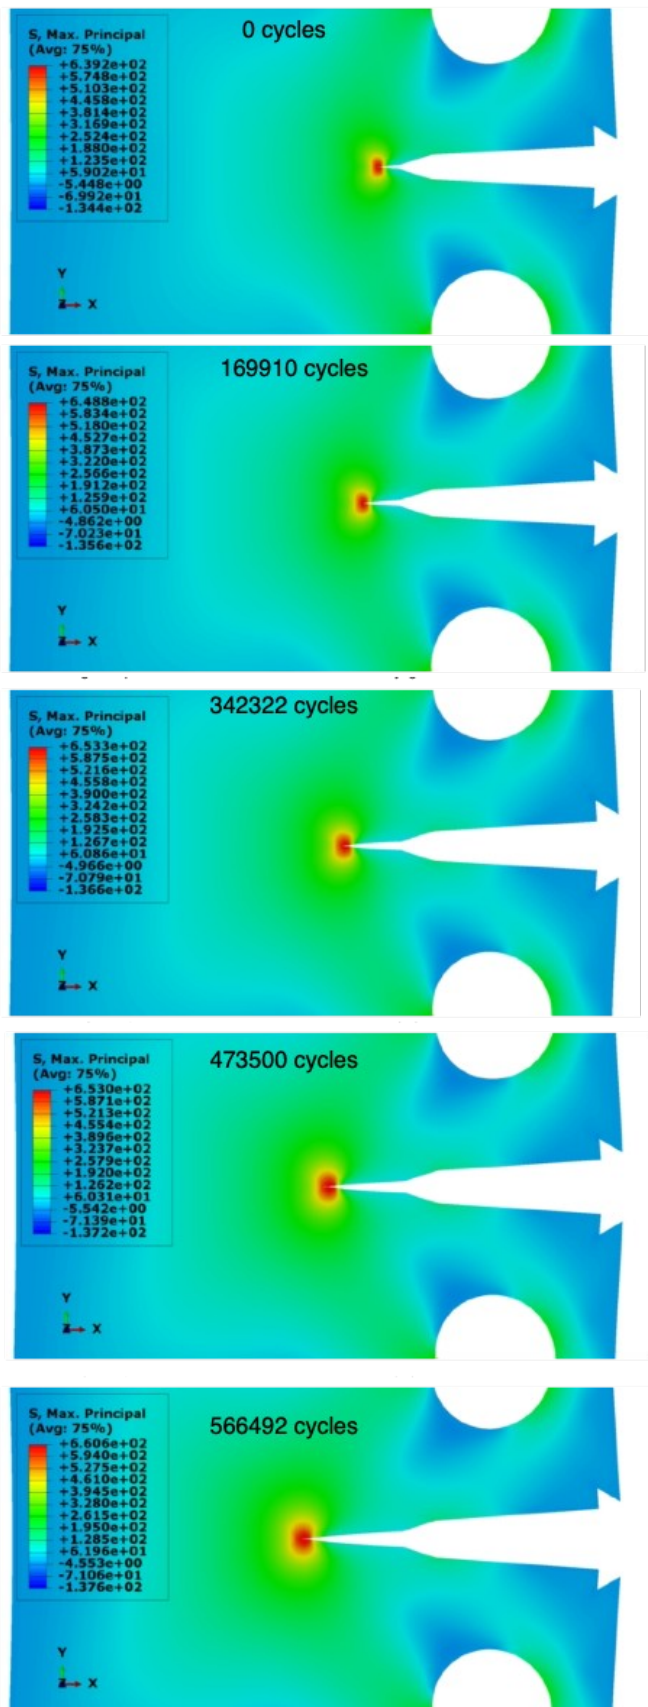 0 cycles
S, Max. Principal
(Avg: 75%)
+6.392e+02
+5.748e+02
+5.103e+02
+4.458e+02
+3.814e+02
+3.169e+02
+2.524e+02
+1.880e+02
+1.235e+02
+5.902e+01
-5.448e+00
-6.992e+01
-1.344e+02
Y
Z X
169910 cycles
S, Max. Principal
(Avg: 75%)
+6.488e+02
+5.834e+02
+5.180e+02
+4.527e+02
+3.873e+02
+3.220e+02
+2.566e+02
+1.912e+02
+1.259e+02
+6.050e+01
-4.862e+00
-7.023e+01
-1.356e+02
Y
Z X
342322 cycles
S, Max. Principal
(Avg: 75%)
+6.533e+02
+5.875e+02
+5.216e+02
+4.558e+02
+3.900e+02
+3.242e+02
+2.583e+02
+1.925e+02
+1.267e+02
+6.086e+01
-4.966e+00
-7.079e+01
-1.366e+02
Y
Z X
473500 cycles
S, Max. Principal
(Avg: 75%)
+6.530e+02
+5.871e+02
+5.213e+02
+4.554e+02
+3.896e+02
+3.237e+02
+2.579e+02
+1.920e+02
+1.262e+02
+6.031e+01
-5.542e+00
-7.139e+01
-1.372e+02
Y
Z X
566492 cycles
S, Max. Principal
(Avg: 75%)
+6.606e+02
+5.940e+02
+5.275e+02
+4.610e+02
+3.945e+02
+3.280e+02
+2.615e+02
+1.950e+02
+1.285e+02
+6.196e+01
-4.553e+00
-7.106e+01
-1.376e+02
Y
Z X